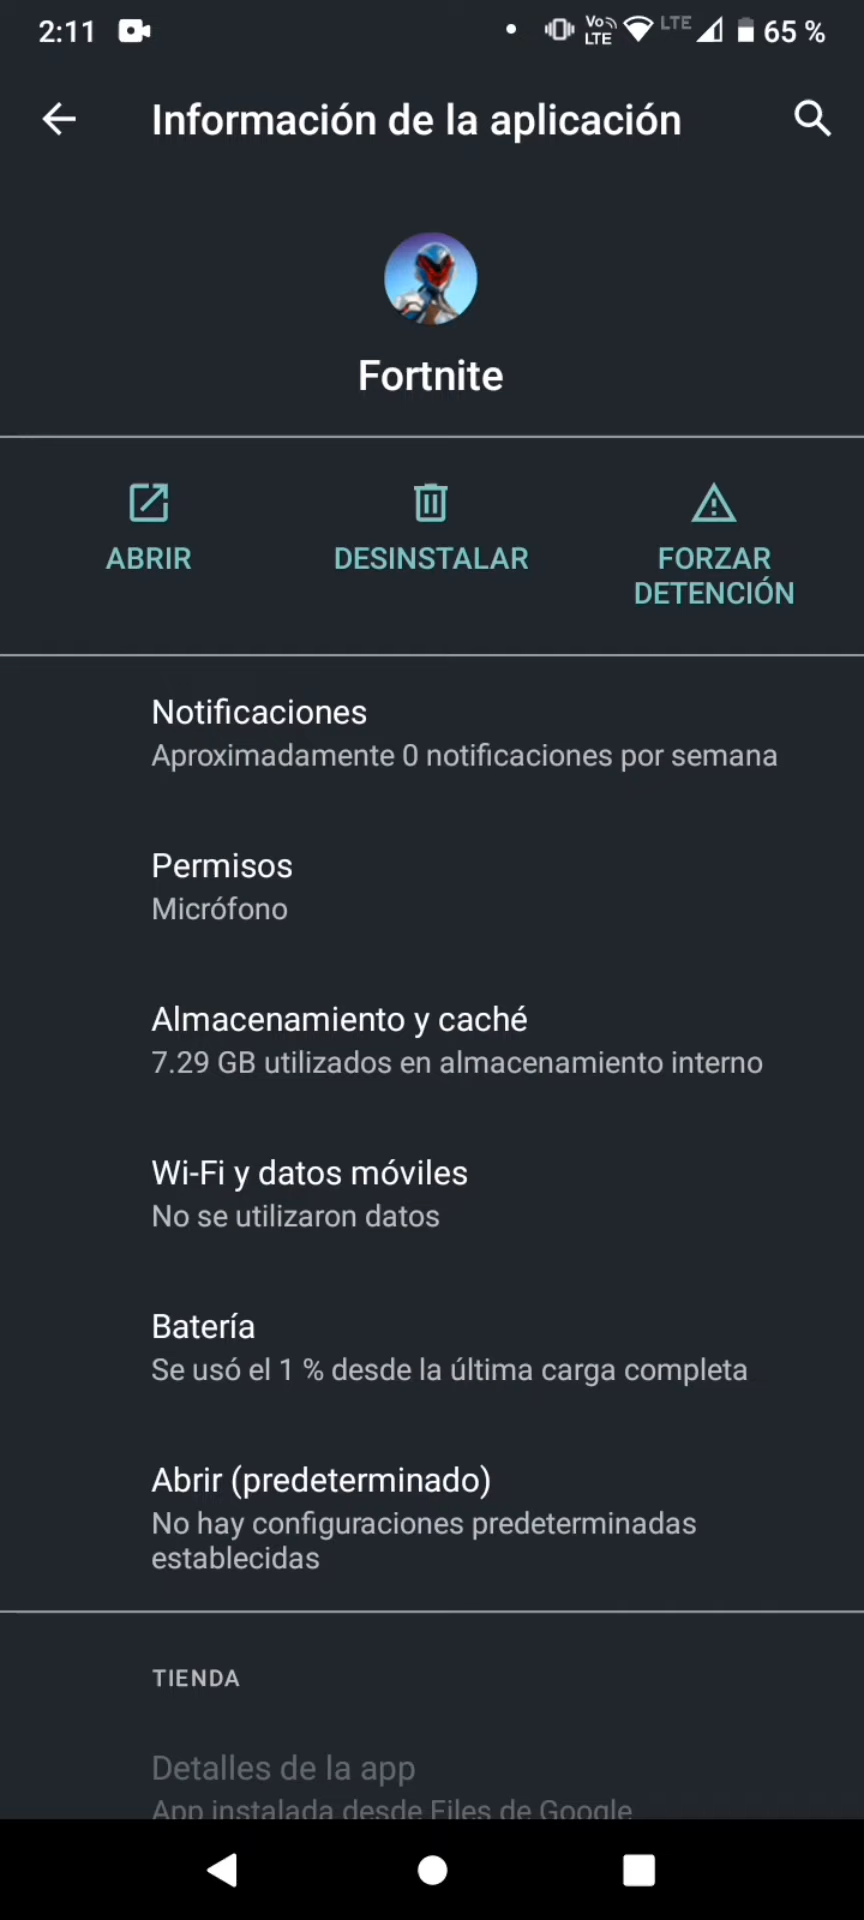 2:11
Vo LTE
LTE
65 %
Información de la aplicación
Fortnite
ABRIR
DESINSTALAR
FORZAR
DETENCIÓN
Notificaciones
Aproximadamente 0 notificaciones por semana
Permisos
Micrófono
Almacenamiento y caché
7.29 GB utilizados en almacenamiento interno
Wi-Fi y datos móviles
No se utilizaron datos
Batería
Se usó el 1 % desde la última carga completa
Abrir (predeterminado)
No hay configuraciones predeterminadas
establecidas
TIENDA
Detalles de la app
App instalada desde Files de Google